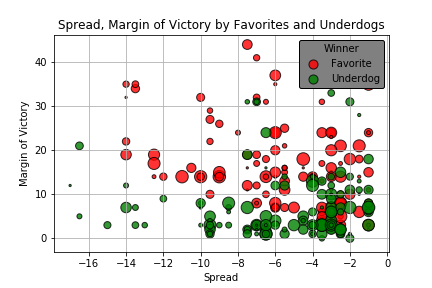 Spread, Margin of Victory by Favorites and Underdogs
Winner
Favorite
Underdog
Margin of Victory
40
30
20
10
0
−16 −14 −12 −10 −8 −6 −4 −2 0
Spread